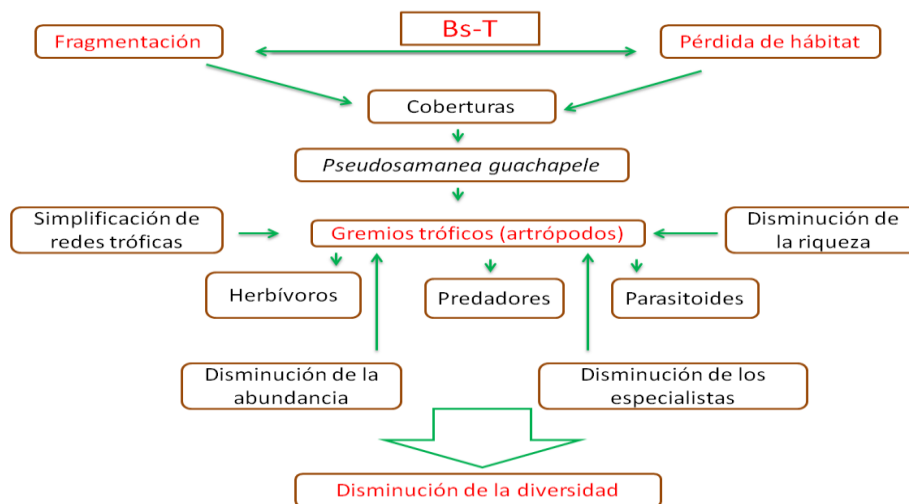 Bs-T
Fragmentación
Pérdida de hábitat
Coberturas
Pseudosamanea guachapele
Simplificación de
redes tróficas
Gremios tróficos (artrópodos)
Disminución de
la riqueza
Herbívoros
Predadores
Parasitoides
Disminución de la
abundancia
Disminución de los
especialistas
Disminución de la diversidad